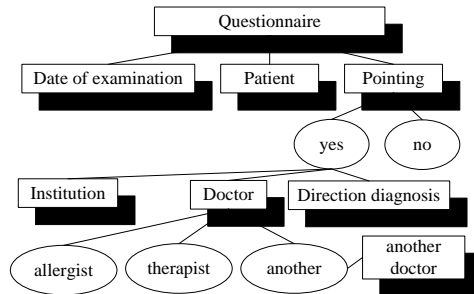 Questionnaire
Date of examination
Patient
Pointing
yes
no
Institution
Doctor
Direction diagnosis
allergist
therapist
another
another
doctor